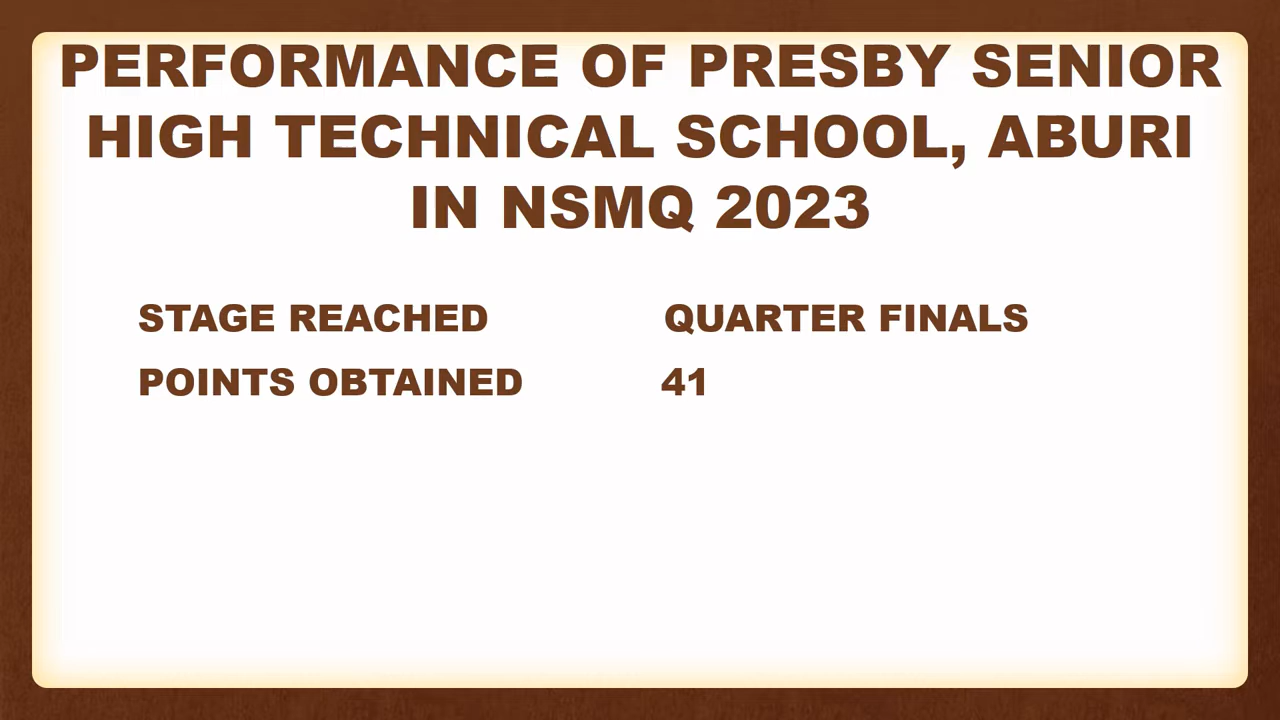 PERFORMANCE OF PRESBY SENIOR
HIGH TECHNICAL SCHOOL, ABURI
IN NSMQ 2023
STAGE REACHED QUARTER FINALS
POINTS OBTAINED 41